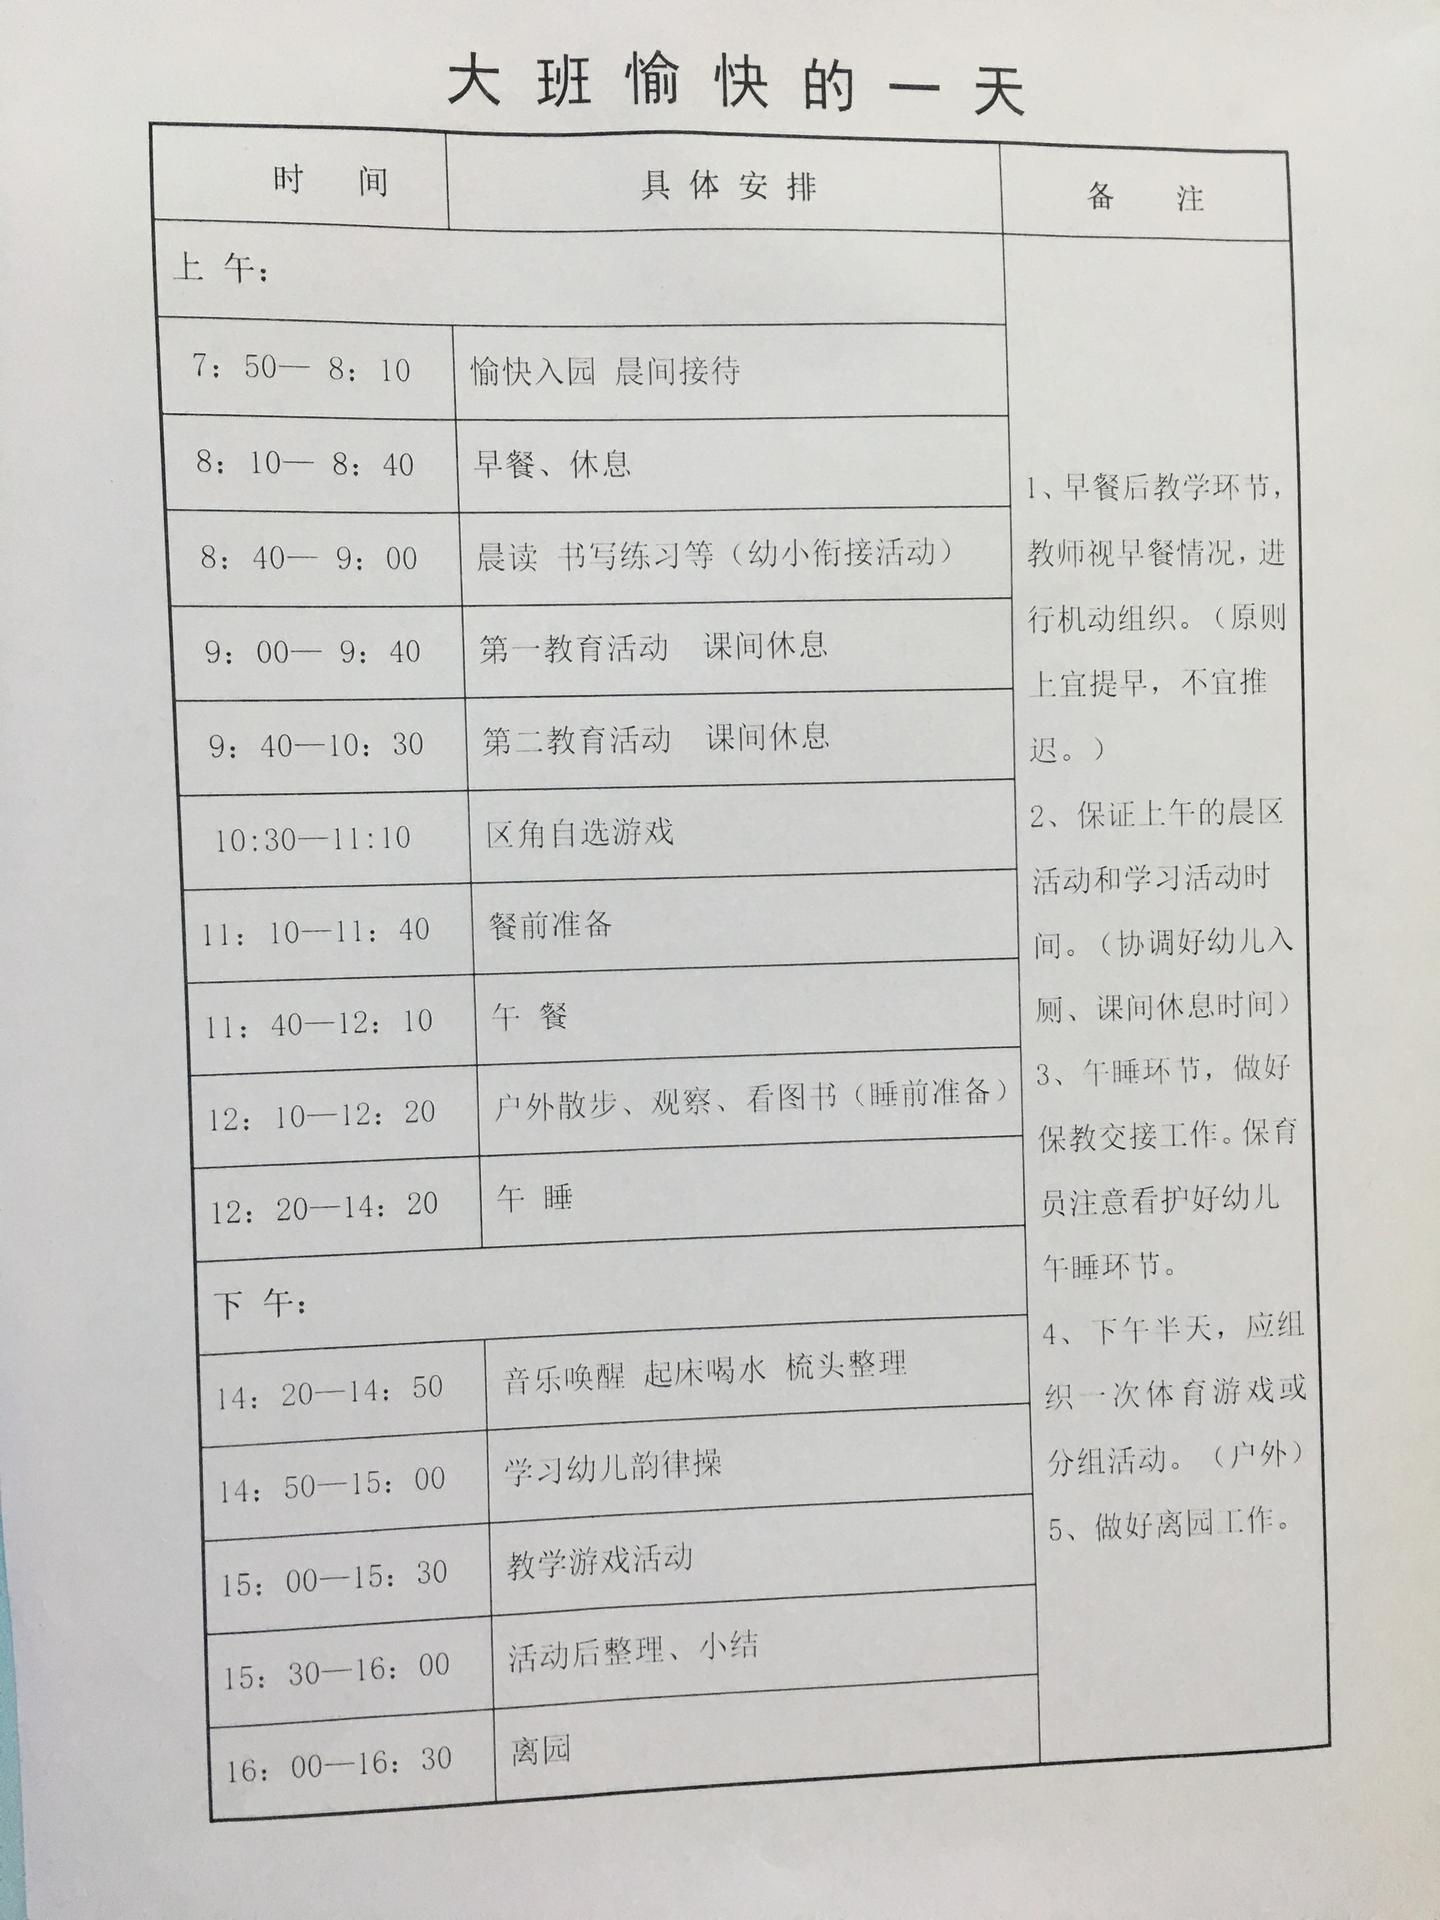 大班愉快的一天
时 间 具体安排 备 注
上 午：
7：50— 8：10 愉快入园 晨间接待
8：10— 8：40 早餐、休息
8：40— 9：00 晨读 书写练习等（幼小衔接活动）
9：00— 9：40 第一教育活动 课间休息
9：40—10：30 第二教育活动 课间休息
10:30—11:10 区角自选游戏
11：10—11：40 餐前准备
11：40—12：10 午 餐
12：10—12：20 户外散步、观察、看图书（睡前准备）
12：20—14：20 午 睡
下 午：
14：20—14：50 音乐唤醒 起床喝水 梳头整理
14：50—15：00 学习幼儿韵律操
15：00—15：30 教学游戏活动
15：30—16：00 活动后整理、小结
16：00—16：30 离园
1、早餐后教学环节，
教师视早餐情况，进
行机动组织。（原则
上宜提早，不宜推
迟。）
2、保证上午的晨区
活动和学习活动时
间。（协调好幼儿入
厕、课间休息时间）
3、午睡环节，做好
保教交接工作。保育
员注意看护好幼儿
午睡环节。
4、下午半天，应组
织一次体育游戏或
分组活动。（户外）
5、做好离园工作。